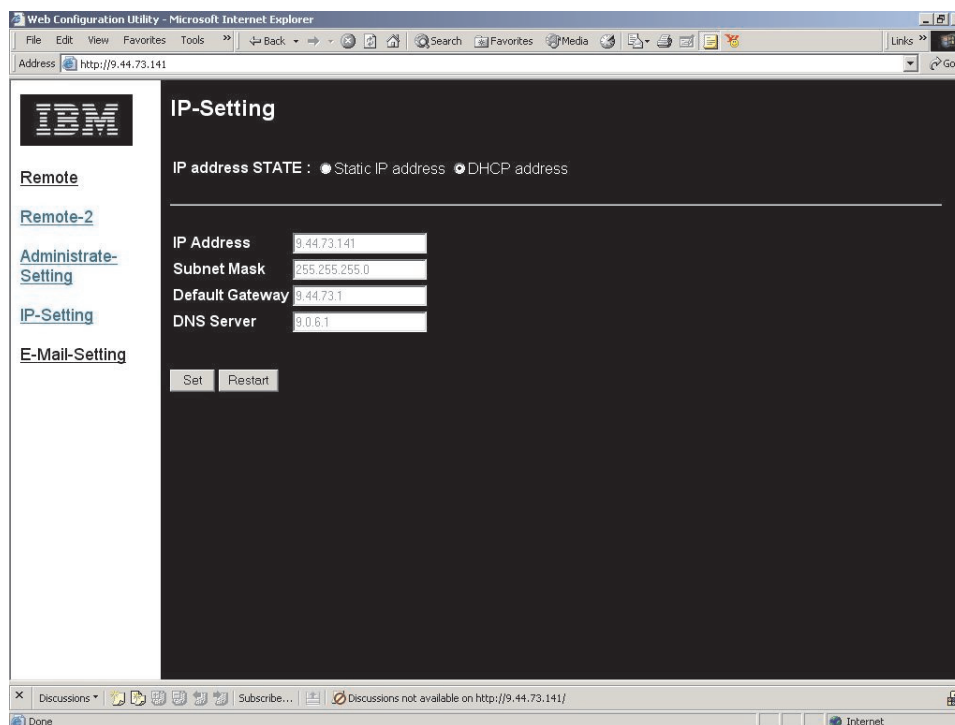 Web Configuration Utility - Microsoft Internet Explorer
File Edit View Favorites Tools » Back Search Favorites Media Links »
Address http://9.44.73.141 Go
IBM
Remote
Remote-2
Administrate-
Setting
IP-Setting
E-Mail-Setting
IP-Setting
IP address STATE : Static IP address DHCP address
IP Address 9.44.73.141
Subnet Mask 255.255.255.0
Default Gateway 9.44.73.1
DNS Server 9.0.6.1
Set Restart
Discussions Subscribe... Discussions not available on http://9.44.73.141/
Done Internet